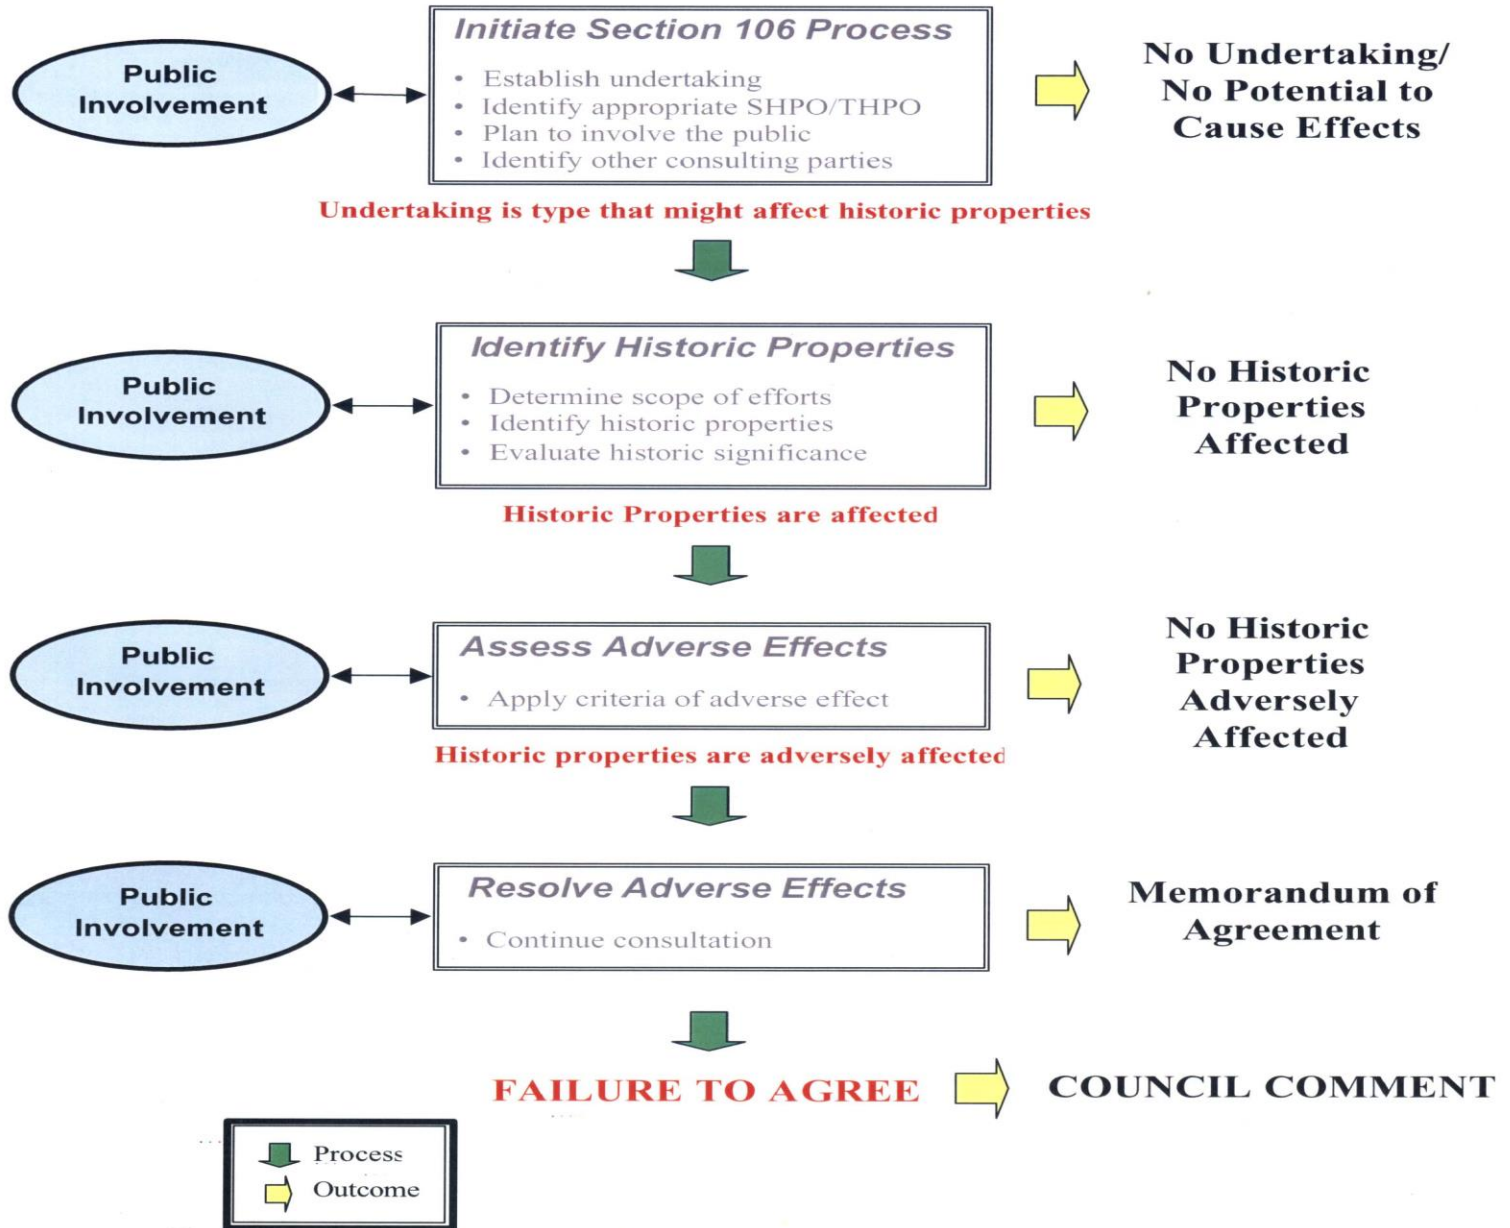 Initiate Section 106 Process
Public
Involvement
• Establish undertaking
• Identify appropriate SHPO/THPO
• Plan to involve the public
• Identify other consulting parties
No Undertaking/
No Potential to
Cause Effects
Undertaking is type that might affect historic properties
Public
Involvement
Identify Historic Properties
• Determine scope of efforts
• Identify historic properties
• Evaluate historic significance
No Historic
Properties
Affected
Historic Properties are affected
Public
Involvement
Assess Adverse Effects
• Apply criteria of adverse effect
No Historic
Properties
Adversely
Affected
Historic properties are adversely affected
Public
Involvement
Resolve Adverse Effects
• Continue consultation
Memorandum of
Agreement
FAILURE TO AGREE
COUNCIL COMMENT
Process
Outcome